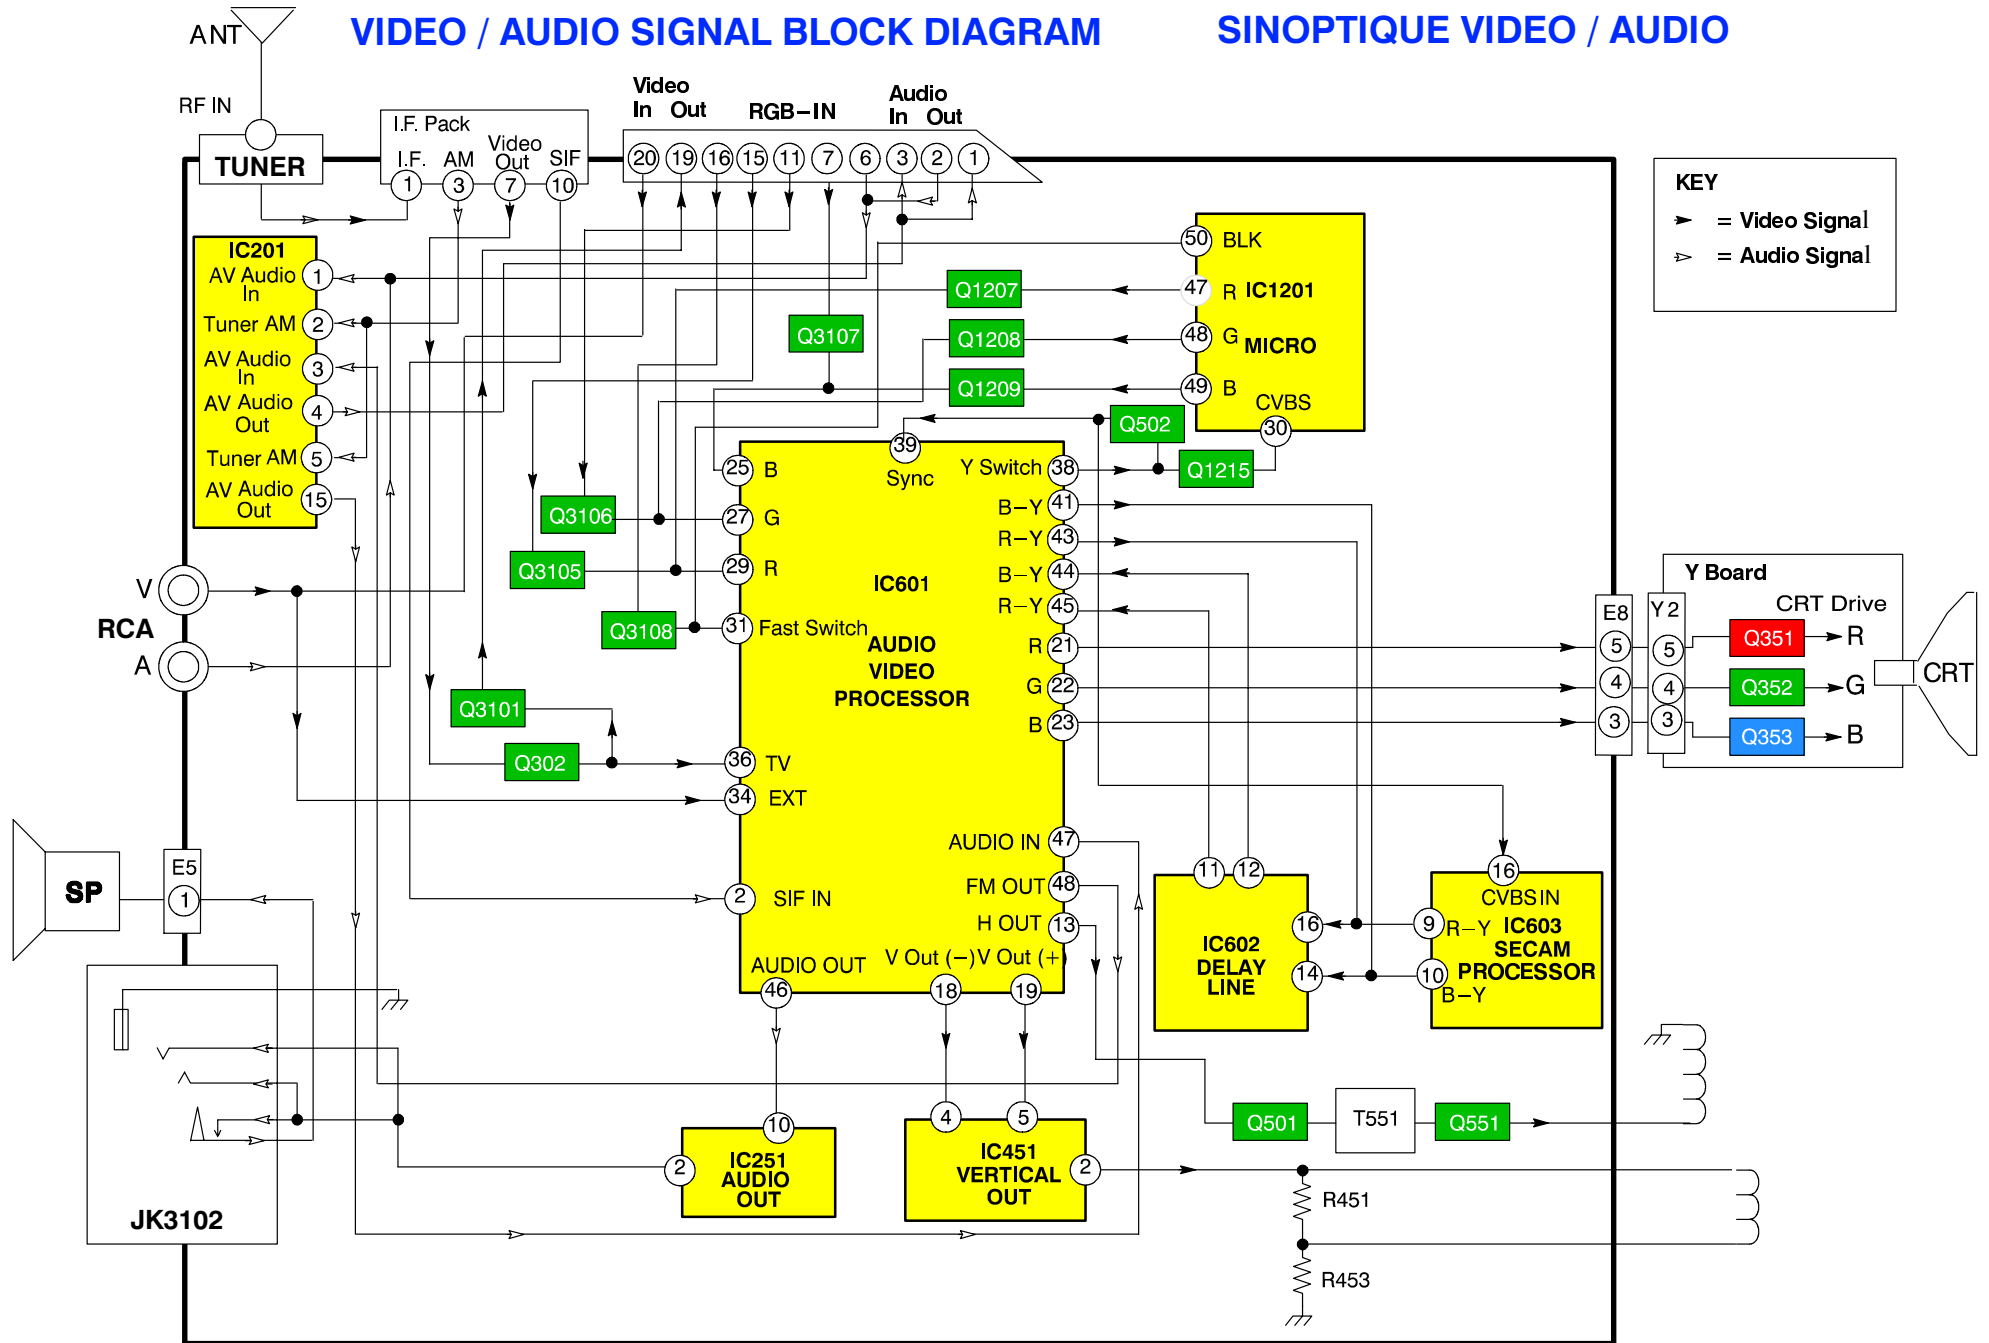 VIDEO / AUDIO SIGNAL BLOCK DIAGRAM
SINOPTIQUE VIDEO / AUDIO
ANT
RF IN
TUNER
I.F. Pack
I.F. AM Video Out SIF
1 3 7 10
Video
In Out
RGB–IN
Audio
In Out
20 19 16 15 11 7 6 3 2 1
KEY
= Video Signal
= Audio Signal
IC201
AV Audio In 1
Tuner AM 2
AV Audio In 3
AV Audio Out 4
Tuner AM 5
AV Audio Out 15
50 BLK
47 R IC1201
48 G MICRO
49 B
CVBS
30
Q1207
Q1208
Q1209
Q3107
Q502
Q1215
Q3106
Q3105
Q3108
Q3101
Q302
V
RCA
A
25 B
27 G
29 R
31 Fast Switch
36 TV
34 EXT
2 SIF IN
39
Sync
IC601
AUDIO
VIDEO
PROCESSOR
Y Switch 38
B–Y 41
R–Y 43
B–Y 44
R–Y 45
R 21
G 22
B 23
AUDIO IN 47
FM OUT 48
H OUT 13
AUDIO OUT
46
V Out (–) V Out (+)
18 19
E8
5
4
3
Y2
5
4
3
Y Board
CRT Drive
Q351 R
Q352 G
Q353 B
CRT
SP
E5
1
JK3102
11 12
16
14
IC602
DELAY
LINE
16
CVBS IN
9 R–Y
10 B–Y
IC603
SECAM
PROCESSOR
10
2
IC251
AUDIO
OUT
4 5
2
IC451
VERTICAL
OUT
Q501
T551
Q551
R451
R453